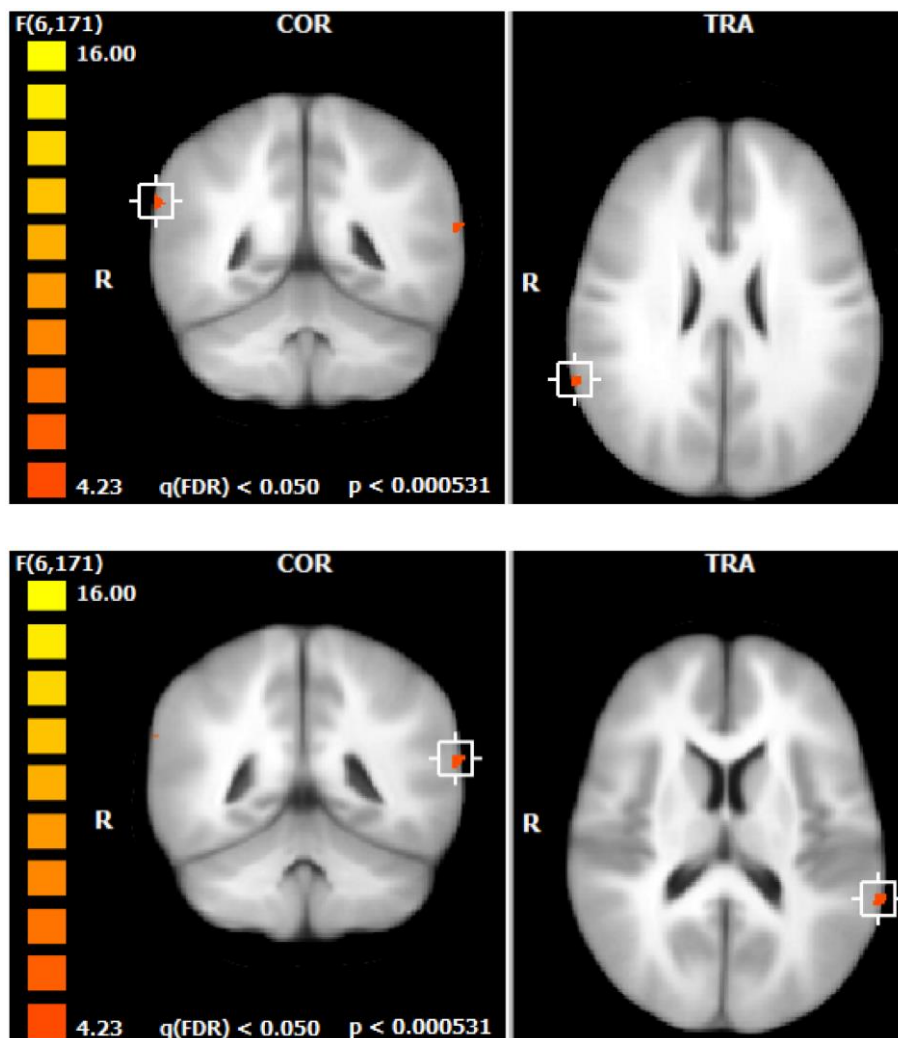 F(6,171) COR TRA
16.00
R R
4.23 q(FDR) < 0.050 p < 0.000531
F(6,171) COR TRA
16.00
R R
4.23 q(FDR) < 0.050 p < 0.000531